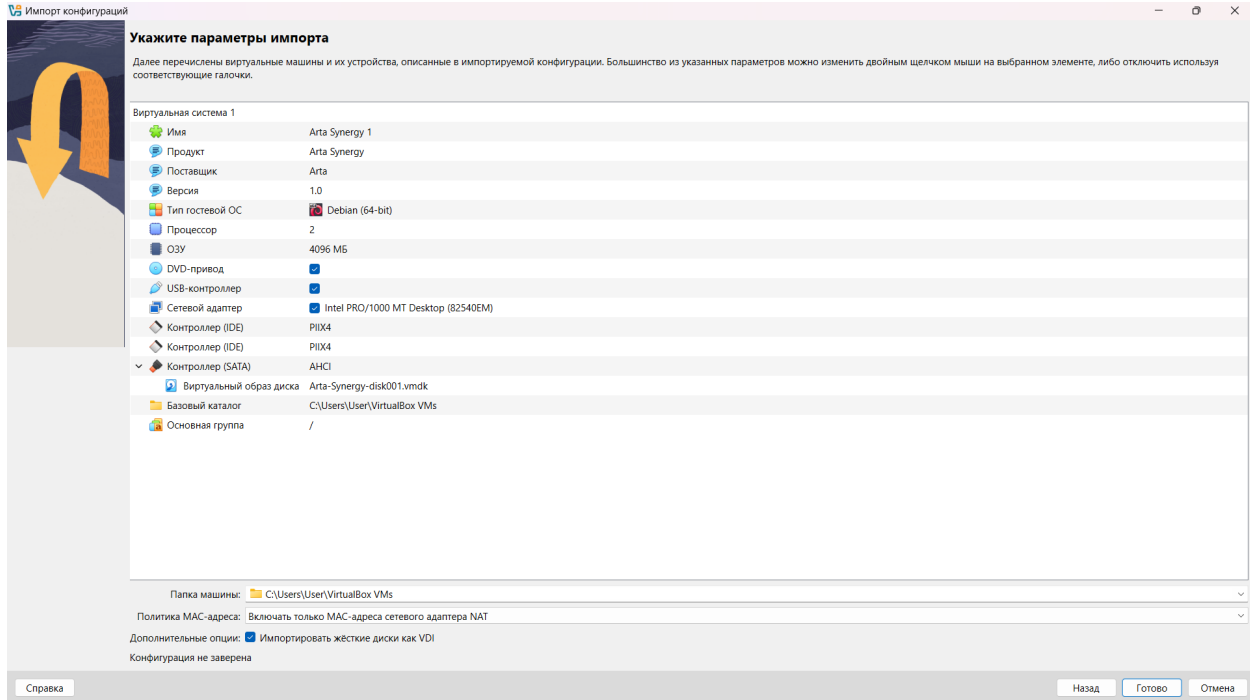 Импорт конфигураций
Укажите параметры импорта
Далее перечислены виртуальные машины и их устройства, описанные в импортируемой конфигурации. Большинство из указанных параметров можно изменить двойным щелчком мыши на выбранном элементе, либо отключить используя
соответствующие галочки.
Виртуальная система 1
Имя Arta Synergy 1
Продукт Arta Synergy
Поставщик Arta
Версия 1.0
Тип гостевой ОС Debian (64-bit)
Процессор 2
ОЗУ 4096 МБ
DVD-привод
USB-контроллер
Сетевой адаптер Intel PRO/1000 MT Desktop (82540EM)
Контроллер (IDE) PIIX4
Контроллер (IDE) PIIX4
Контроллер (SATA) AHCI
Виртуальный образ диска Arta-Synergy-disk001.vmdk
Базовый каталог C:\Users\User\VirtualBox VMs
Основная группа /
Папка машины: C:\Users\User\VirtualBox VMs
Политика MAC-адреса: Включать только MAC-адреса сетевого адаптера NAT
Дополнительные опции: Импортировать жёсткие диски как VDI
Конфигурация не заверена
Справка Назад Готово Отмена